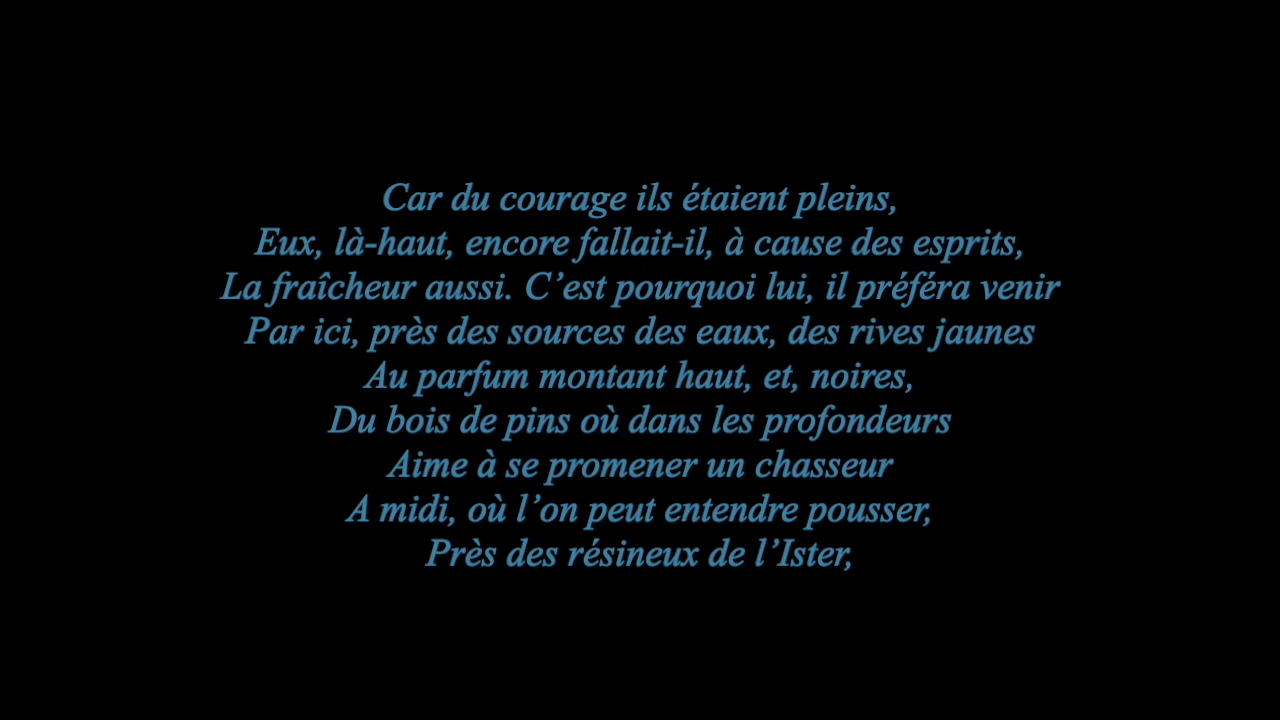 Car du courage ils étaient pleins,
Eux, là-haut, encore fallait-il, à cause des esprits,
La fraîcheur aussi. C’est pourquoi lui, il préféra venir
Par ici, près des sources des eaux, des rives jaunes
Au parfum montant haut, et, noires,
Du bois de pins où dans les profondeurs
Aime à se promener un chasseur
A midi, où l’on peut entendre pousser,
Près des résineux de l’Ister,